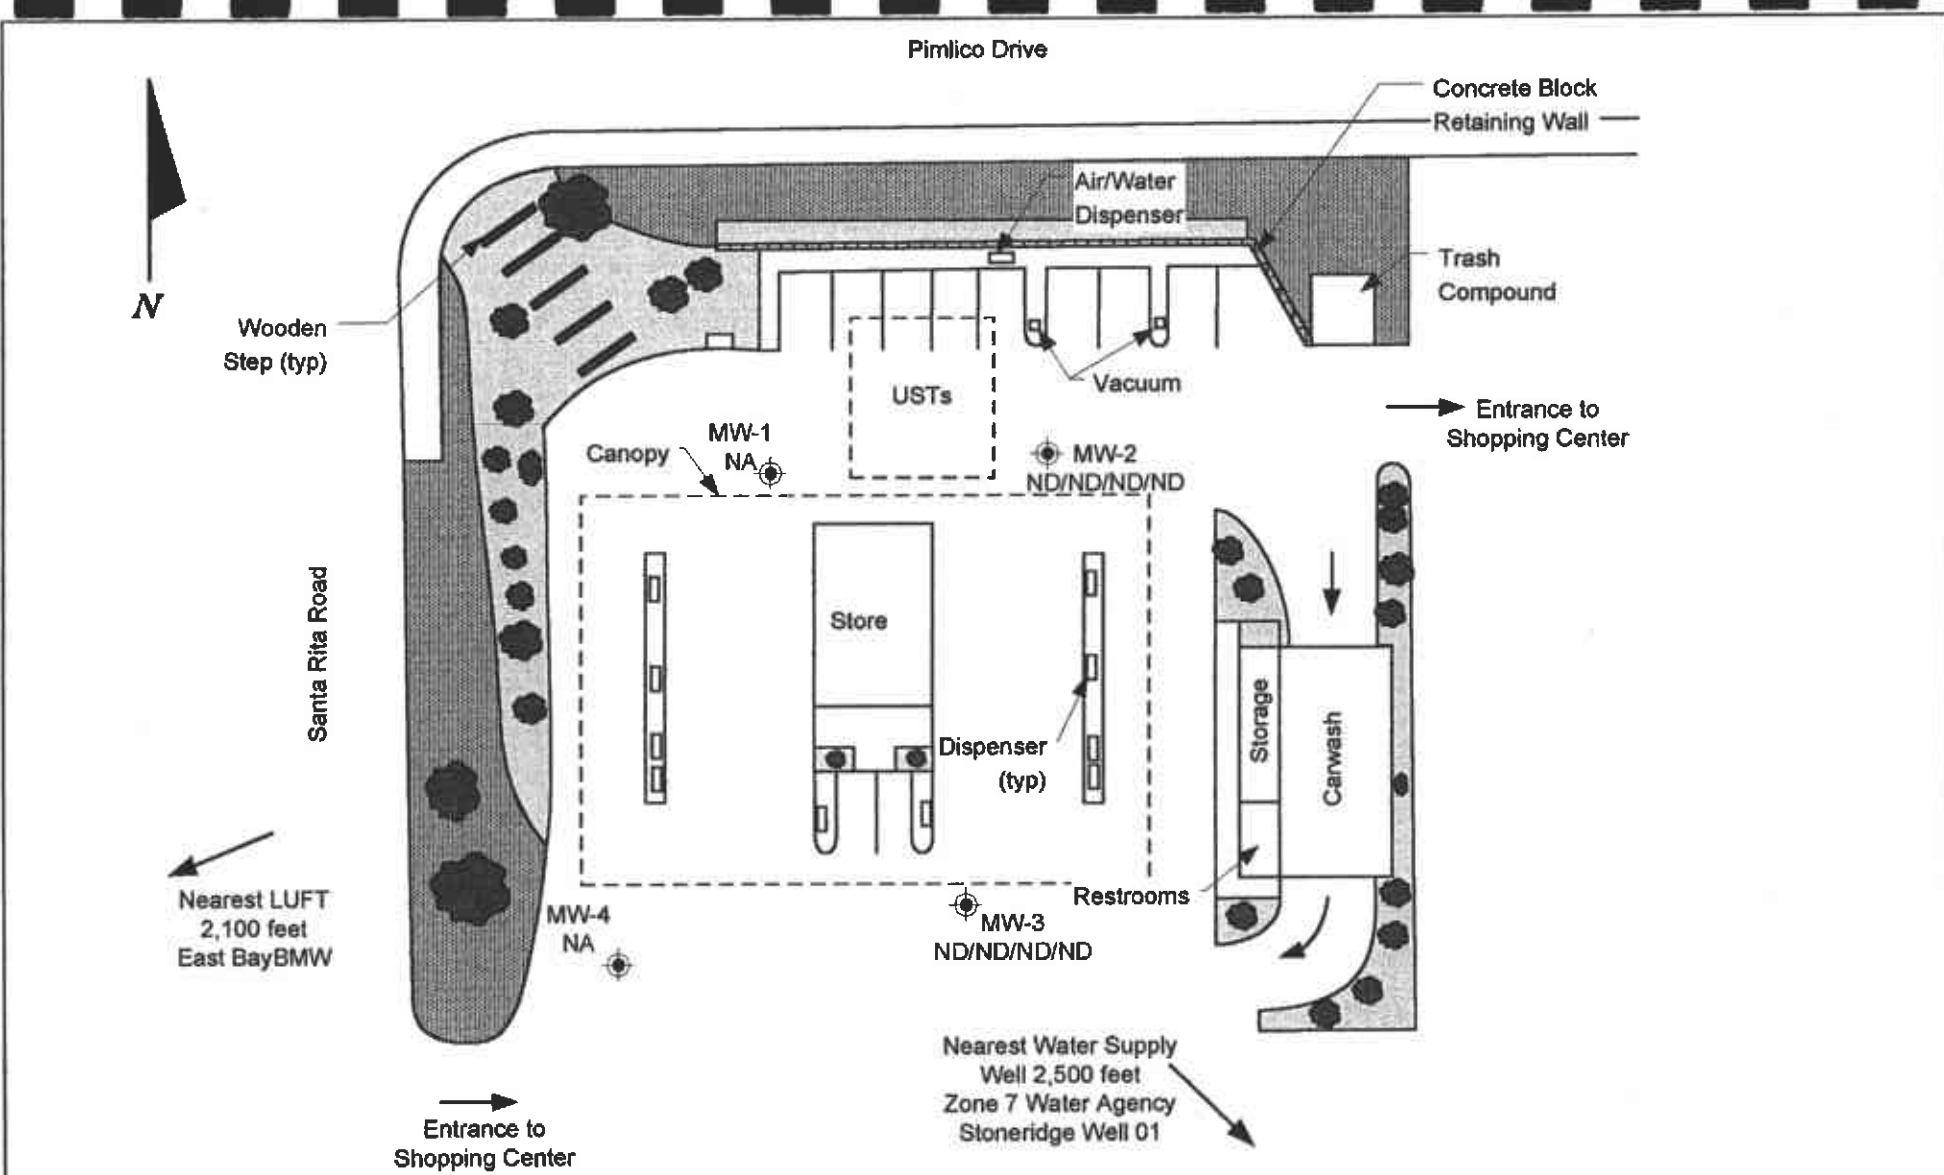 Pimlico Drive
Concrete Block
Retaining Wall
Air/Water
Dispenser
Trash
Compound
N
Wooden
Step (typ)
Vacuum
USTs
Entrance to
Shopping Center
MW-1
NA
Canopy
MW-2
ND/ND/ND/ND
Santa Rita Road
Store
Storage
Carwash
Dispenser
(typ)
Restrooms
Nearest LUFT
2,100 feet
East BayBMW
MW-4
NA
MW-3
ND/ND/ND/ND
Nearest Water Supply
Well 2,500 feet
Zone 7 Water Agency
Stoneridge Well 01
Entrance to
Shopping Center